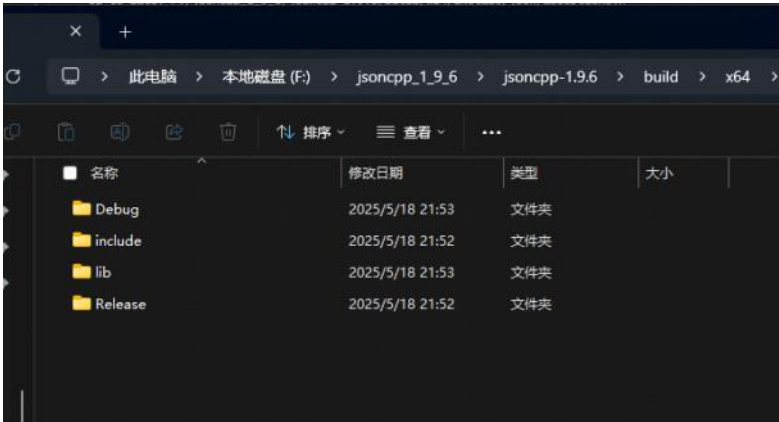 此电脑 > 本地磁盘 (F:) > jsoncpp_1_9_6 > jsoncpp-1.9.6 > build > x64 >
排序 查看
名称 修改日期 类型 大小
Debug 2025/5/18 21:53 文件夹
include 2025/5/18 21:52 文件夹
lib 2025/5/18 21:53 文件夹
Release 2025/5/18 21:52 文件夹